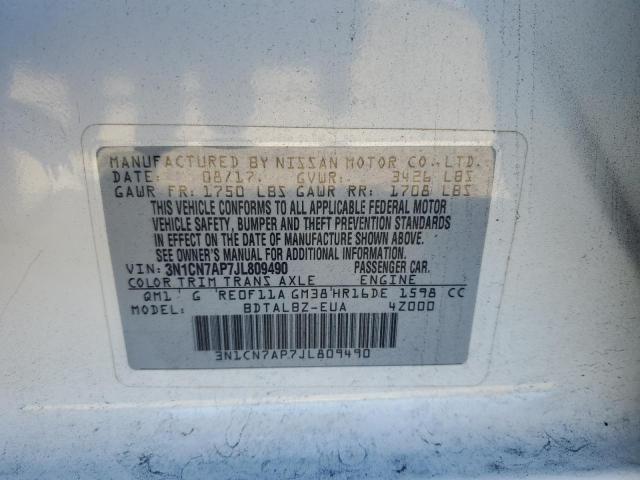 MANUFACTURED BY NISSAN MOTOR CO., LTD.
DATE: 08/17. GVWR: 3426 LBS
GAWR FR: 1750 LBS GAWR RR: 1708 LBS
THIS VEHICLE CONFORMS TO ALL APPLICABLE FEDERAL MOTOR
VEHICLE SAFETY, BUMPER AND THEFT PREVENTION STANDARDS
IN EFFECT ON THE DATE OF MANUFACTURE SHOWN ABOVE.
SEE OWNER'S MANUAL FOR ADDITIONAL INFORMATION.
VIN: 3N1CN7AP7JL809490 PASSENGER CAR.
COLOR TRIM TRANS AXLE ENGINE
QM1 G RE0F11A GM38 HR16DE 1598 CC
BDTALBZ-EUA 4Z000
3N1CN7AP7JL809490